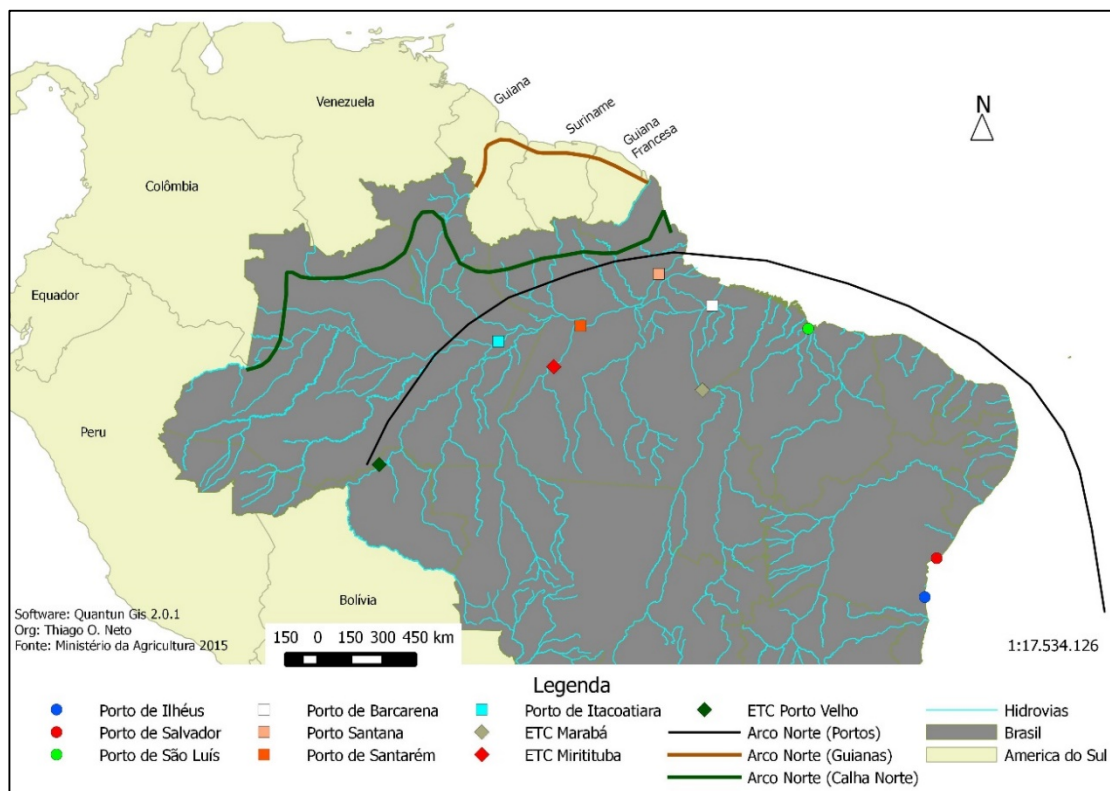 Guiana
Suriname
Guiana
Francesa
Venezuela
N
Colômbia
Equador
Peru
Bolívia
Software: Quantun Gis 2.0.1
Org: Thiago O. Neto
Fonte: Ministério da Agricultura 2015
150 0 150 300 450 km
1:17.534.126
Legenda
Porto de Ilhéus
Porto de Barcarena
Porto de Itacoatiara
ETC Porto Velho
Hidrovias
Porto de Salvador
Porto Santana
ETC Marabá
Arco Norte (Portos)
Brasil
Porto de São Luís
Porto de Santarém
ETC Miritituba
Arco Norte (Guianas)
America do Sul
Arco Norte (Calha Norte)